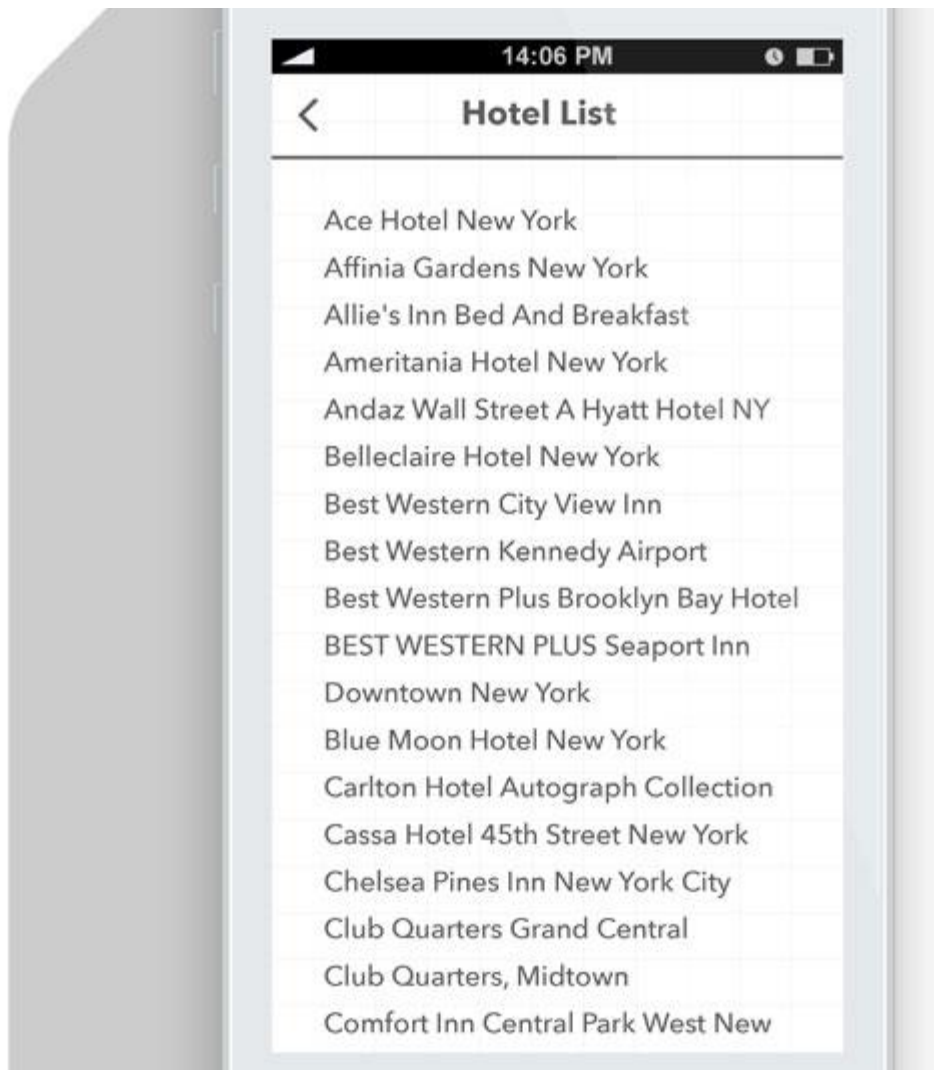 14:06 PM
Hotel List
Ace Hotel New York
Affinia Gardens New York
Allie's Inn Bed And Breakfast
Ameritania Hotel New York
Andaz Wall Street A Hyatt Hotel NY
Belleclaire Hotel New York
Best Western City View Inn
Best Western Kennedy Airport
Best Western Plus Brooklyn Bay Hotel
BEST WESTERN PLUS Seaport Inn
Downtown New York
Blue Moon Hotel New York
Carlton Hotel Autograph Collection
Cassa Hotel 45th Street New York
Chelsea Pines Inn New York City
Club Quarters Grand Central
Club Quarters, Midtown
Comfort Inn Central Park West New